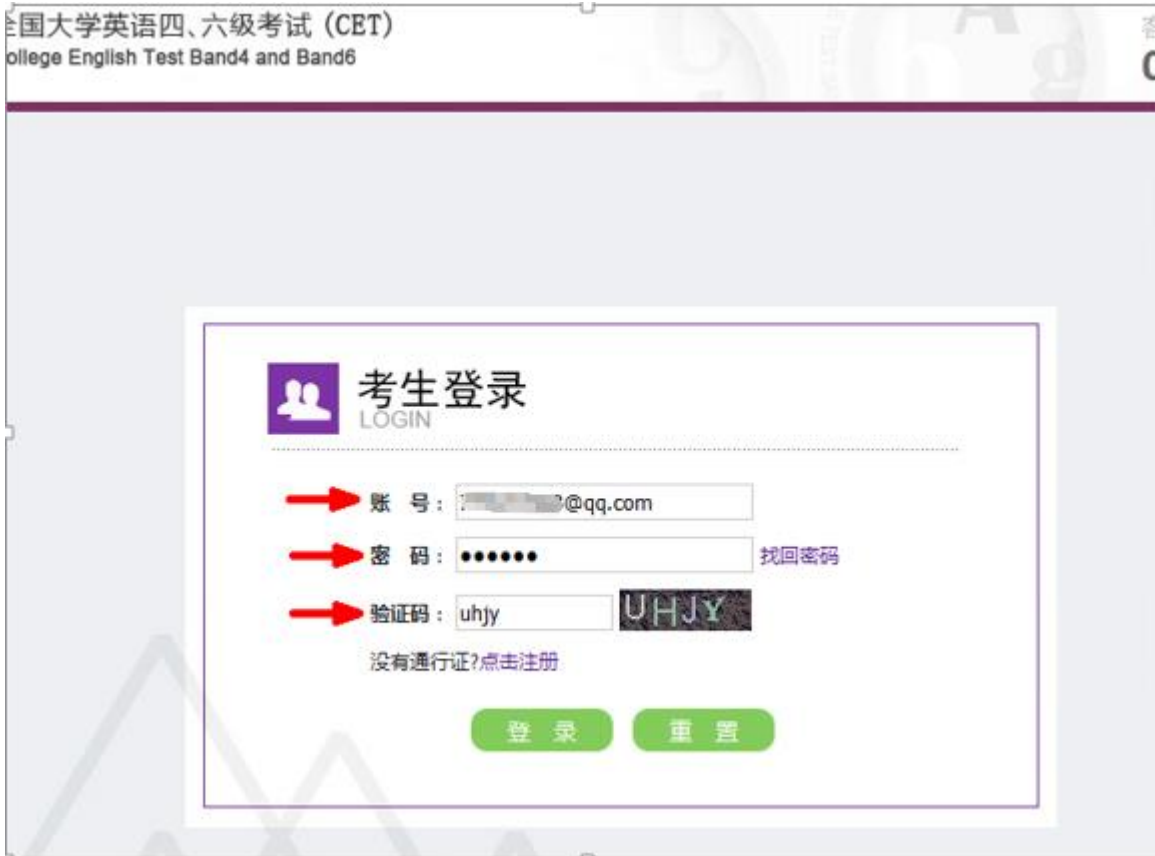 国大学英语四、六级考试（CET）
ollege English Test Band4 and Band6
考生登录
LOGIN
账 号： @qq.com
密 码： ●●●●●● 找回密码
验证码： uhjy UHJY
没有通行证?点击注册
登 录 重 置